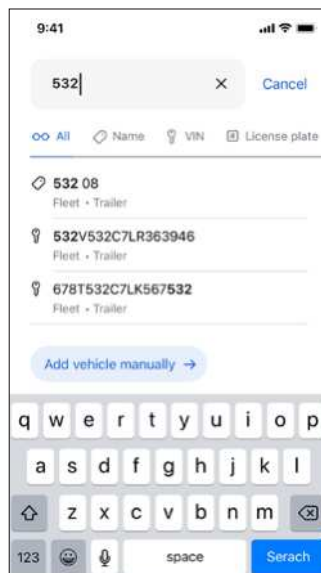 9:41
532
Cancel
All Name VIN License plate
532 08
Fleet • Trailer
532V532C7LR363946
Fleet • Trailer
678T532C7LK567532
Fleet • Trailer
Add vehicle manually →
q w e r t y u i o p
a s d f g h j k l
z x c v b n m
123 space Serach